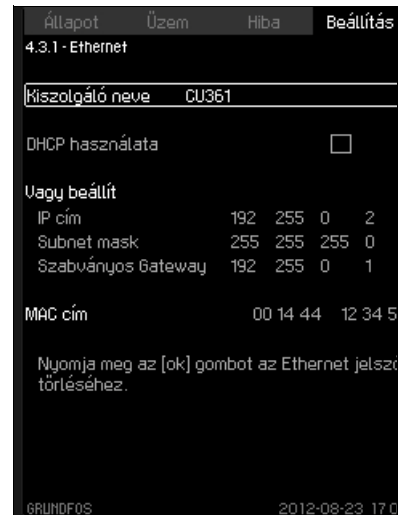 Állapot Üzem Hiba Beállítás
4.3.1 - Ethernet
Kiszolgáló neve CU361
DHCP használata
Vagy beállít
IP cím 192 255 0 2
Subnet mask 255 255 255 0
Szabványos Gateway 192 255 0 1
MAC cím 00 14 44 12 34 5
Nyomja meg az [ok] gombot az Ethernet
törléséhez.
GRUNDFOS 2012-08-23 17